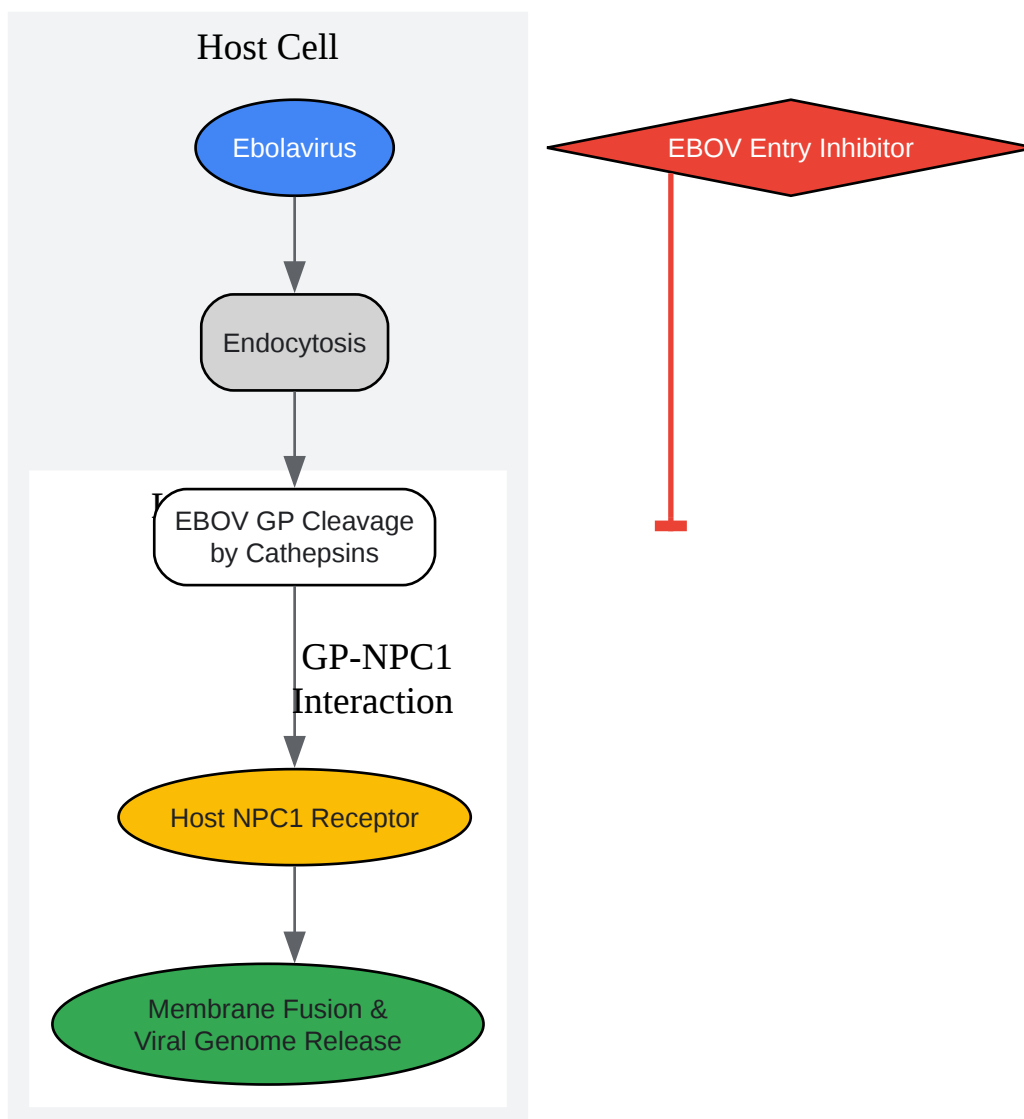 Host Cell
Ebolavirus
EBOV Entry Inhibitor
Endocytosis
EBOV GP Cleavage
by Cathepsins
GP-NPC1
Interaction
Host NPC1 Receptor
Membrane Fusion &
Viral Genome Release